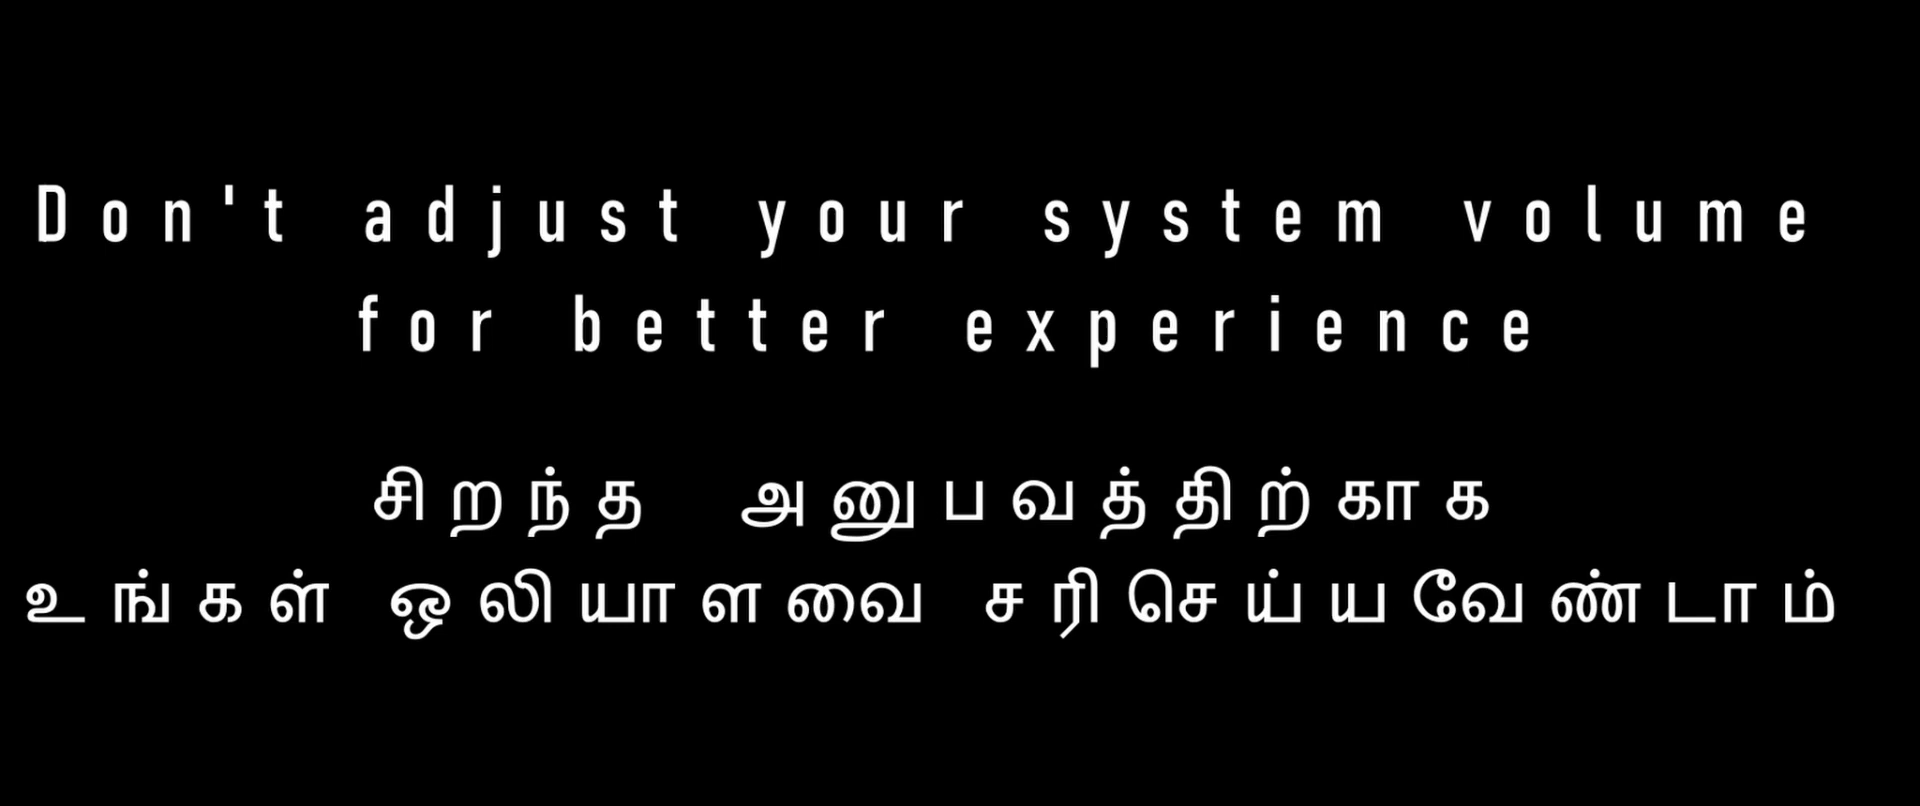 Don't adjust your system volume
for better experience
சிறந்த அனுபவத்திற்காக
உங்கள் ஒலியாளவை சரிசெய்யவேண்டாம்